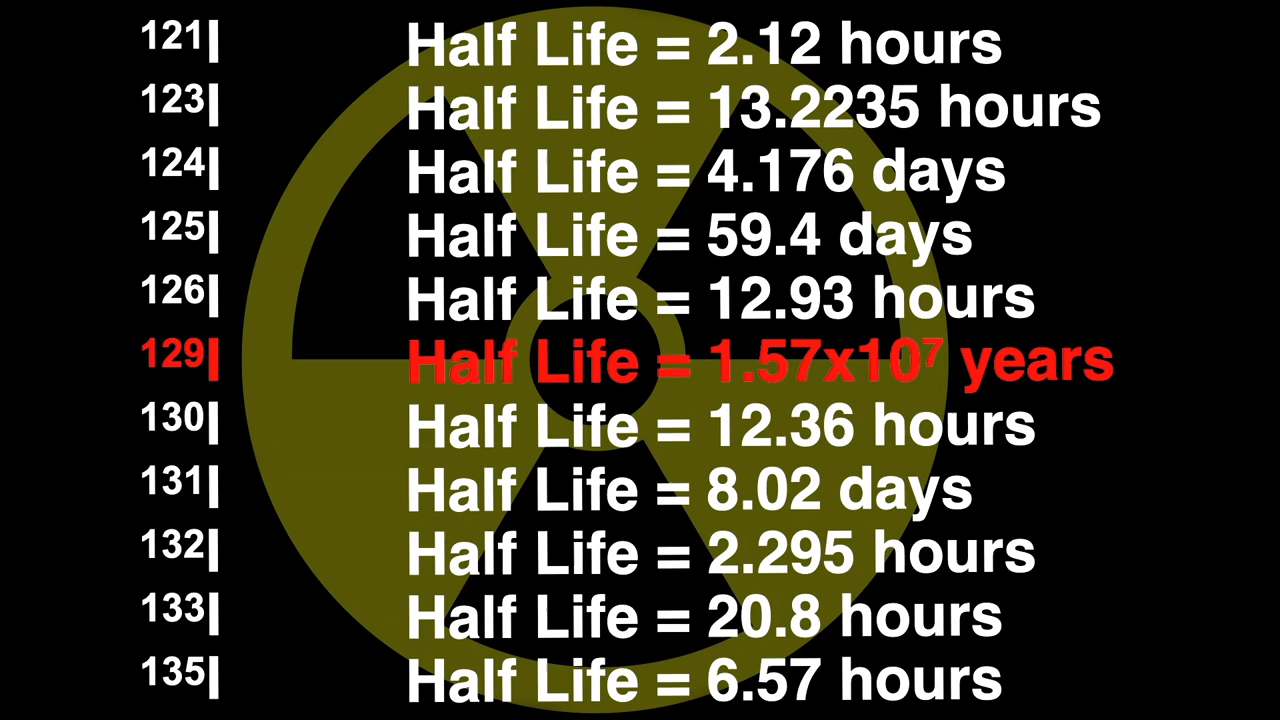 ¹²¹I Half Life = 2.12 hours
¹²³I Half Life = 13.2235 hours
¹²⁴I Half Life = 4.176 days
¹²⁵I Half Life = 59.4 days
¹²⁶I Half Life = 12.93 hours
¹²⁹I Half Life = 1.57x10⁷ years
¹³⁰I Half Life = 12.36 hours
¹³¹I Half Life = 8.02 days
¹³²I Half Life = 2.295 hours
¹³³I Half Life = 20.8 hours
¹³⁵I Half Life = 6.57 hours